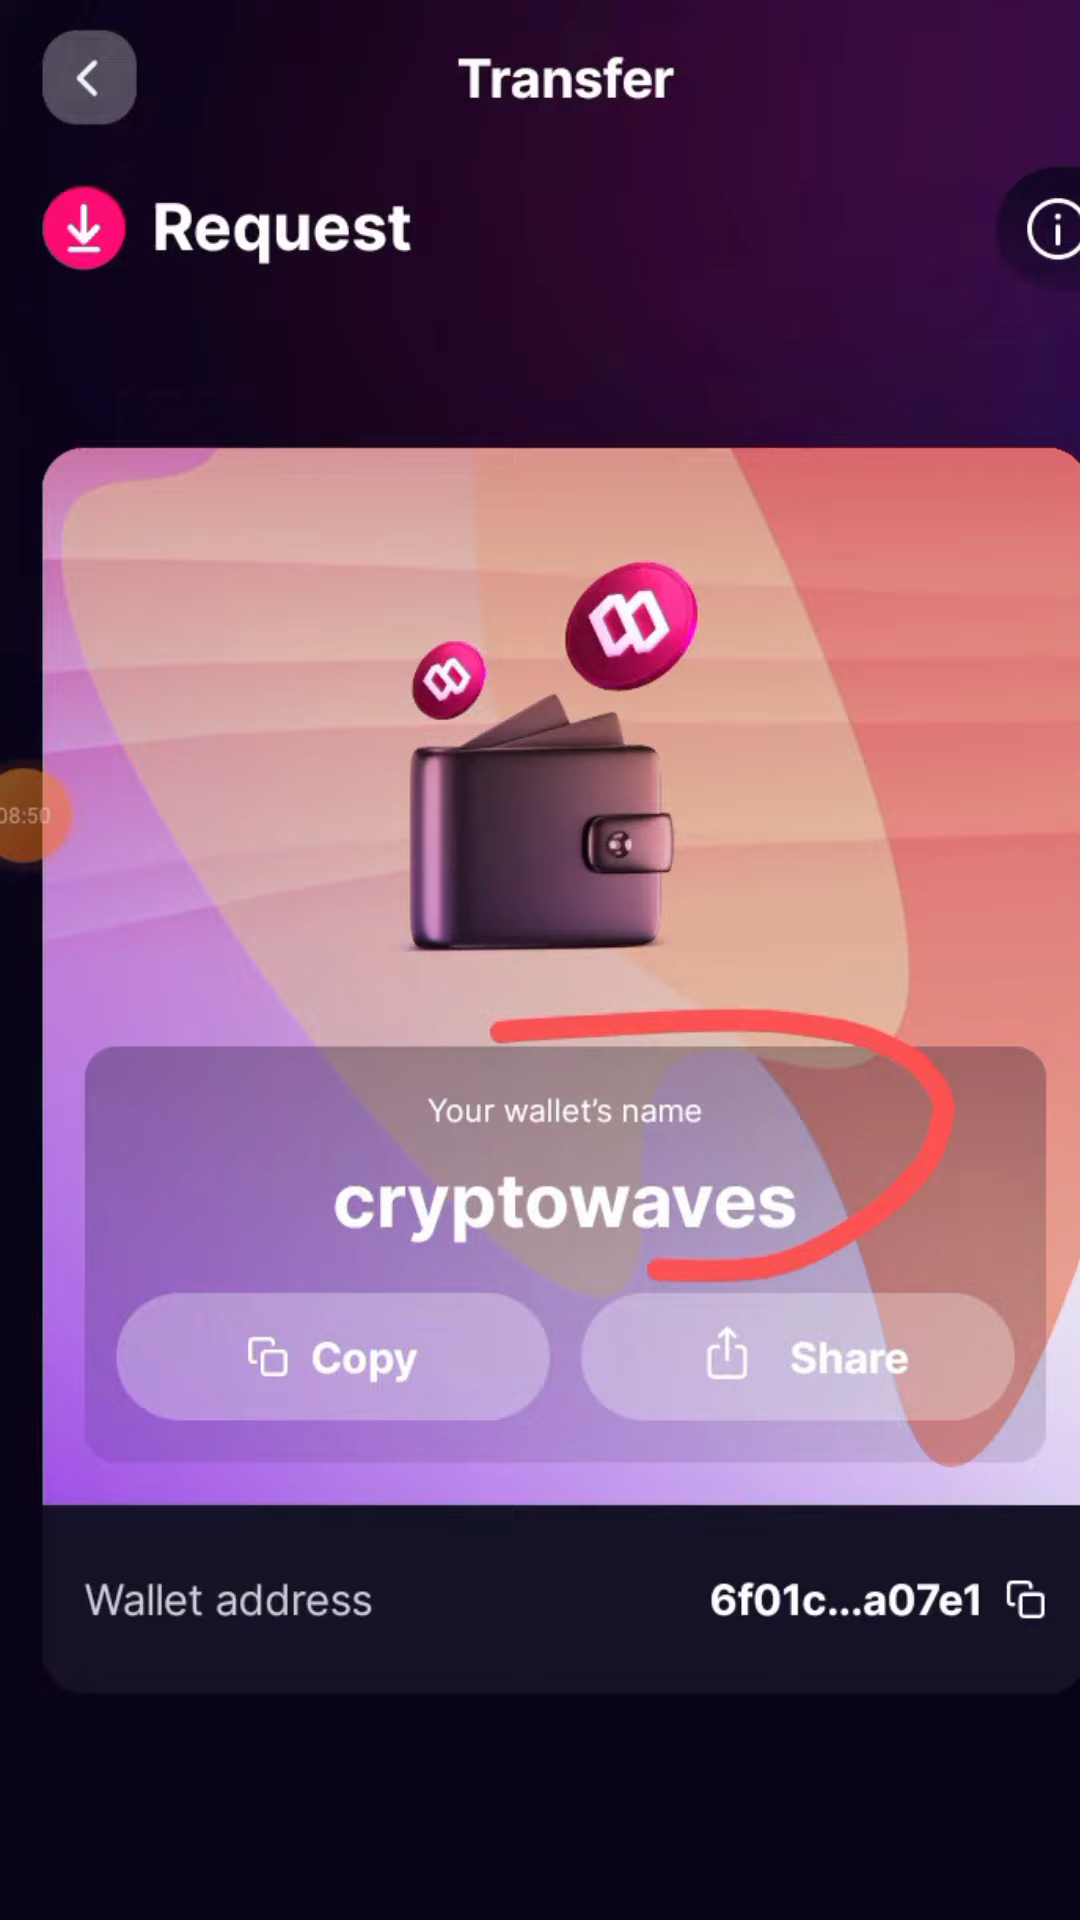 Transfer
Request
08:50
Your wallet’s name
cryptowaves
Copy
Share
Wallet address
6f01c...a07e1